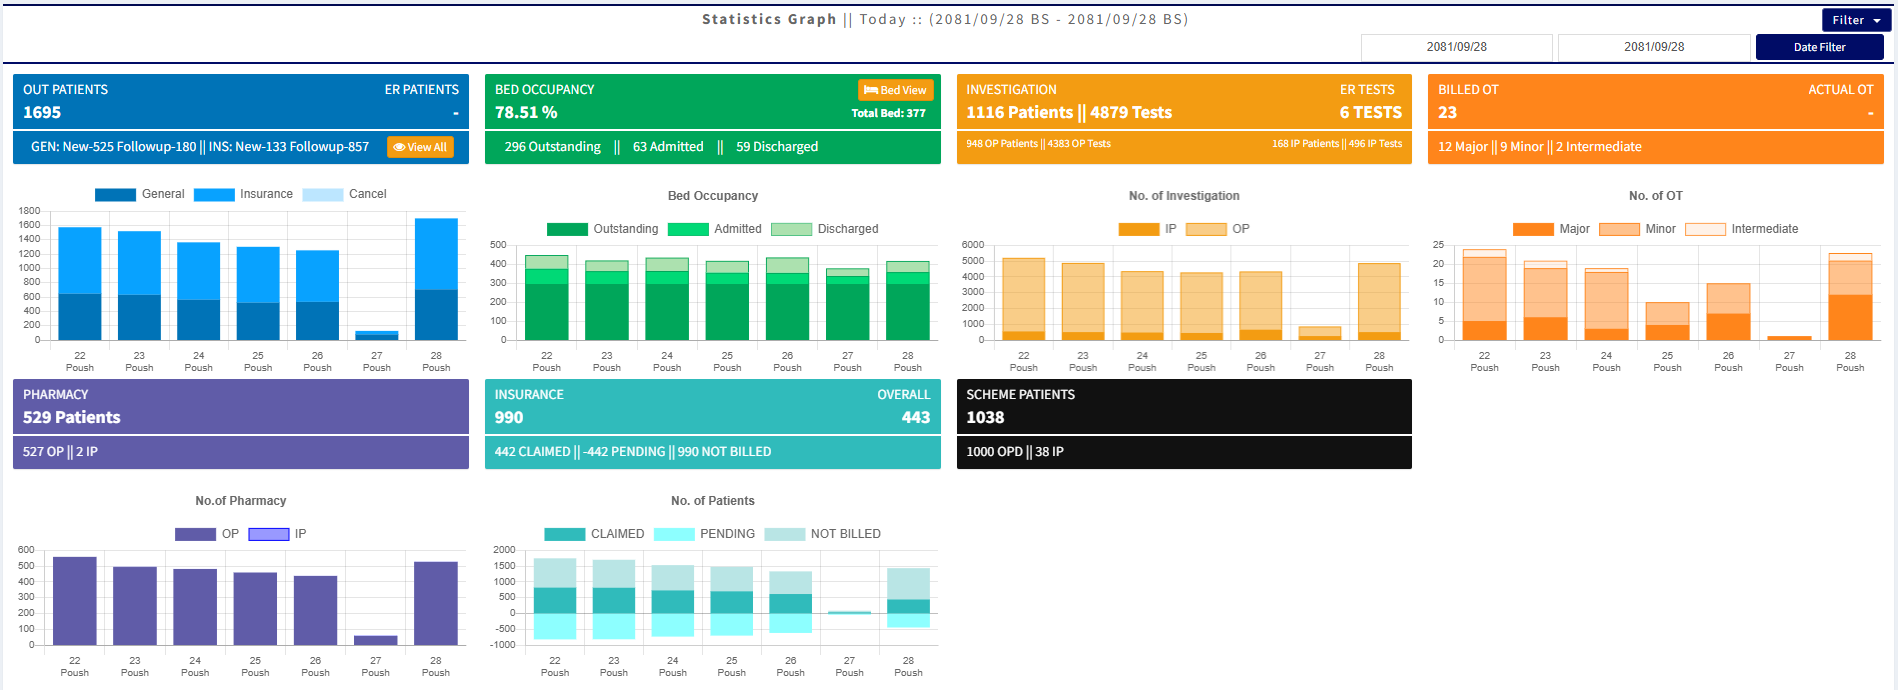 Statistics Graph || Today :: (2081/09/28 BS - 2081/09/28 BS)
Filter
2081/09/28
2081/09/28
Date Filter
OUT PATIENTS
ER PATIENTS
1695
-
GEN: New-525 Followup-180 || INS: New-133 Followup-857
View All
BED OCCUPANCY
Bed View
78.51 %
Total Bed: 377
296 Outstanding || 63 Admitted || 59 Discharged
INVESTIGATION
ER TESTS
1116 Patients || 4879 Tests
6 TESTS
948 OP Patients || 4383 OP Tests
168 IP Patients || 496 IP Tests
BILLED OT
ACTUAL OT
23
-
12 Major || 9 Minor || 2 Intermediate
General
Insurance
Cancel
1800
1600
1400
1200
1000
800
600
400
200
0
22 Poush
23 Poush
24 Poush
25 Poush
26 Poush
27 Poush
28 Poush
Bed Occupancy
Outstanding
Admitted
Discharged
500
400
300
200
100
0
22 Poush
23 Poush
24 Poush
25 Poush
26 Poush
27 Poush
28 Poush
No. of Investigation
IP
OP
6000
5000
4000
3000
2000
1000
0
22 Poush
23 Poush
24 Poush
25 Poush
26 Poush
27 Poush
28 Poush
No. of OT
Major
Minor
Intermediate
25
20
15
10
5
0
22 Poush
23 Poush
24 Poush
25 Poush
26 Poush
27 Poush
28 Poush
PHARMACY
529 Patients
527 OP || 2 IP
INSURANCE
OVERALL
990
443
442 CLAIMED || -442 PENDING || 990 NOT BILLED
SCHEME PATIENTS
1038
1000 OPD || 38 IP
No.of Pharmacy
OP
IP
600
500
400
300
200
100
0
22 Poush
23 Poush
24 Poush
25 Poush
26 Poush
27 Poush
28 Poush
No. of Patients
CLAIMED
PENDING
NOT BILLED
2000
1500
1000
500
0
-500
-1000
22 Poush
23 Poush
24 Poush
25 Poush
26 Poush
27 Poush
28 Poush